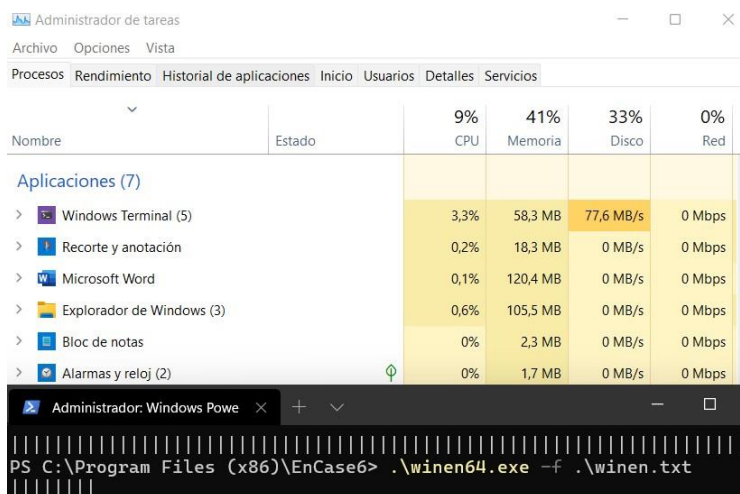 Administrador de tareas
Archivo Opciones Vista
Procesos Rendimiento Historial de aplicaciones Inicio Usuarios Detalles Servicios
9% 41% 33% 0%
Nombre Estado CPU Memoria Disco Red
Aplicaciones (7)
Windows Terminal (5) 3,3% 58,3 MB 77,6 MB/s 0 Mbps
Recorte y anotación 0,2% 18,3 MB 0 MB/s 0 Mbps
Microsoft Word 0,1% 120,4 MB 0 MB/s 0 Mbps
Explorador de Windows (3) 0,6% 105,5 MB 0 MB/s 0 Mbps
Bloc de notas 0% 2,3 MB 0 MB/s 0 Mbps
Alarmas y reloj (2) 0% 1,7 MB 0 MB/s 0 Mbps
Administrador: Windows Powe
||||||||||||||||||||||||||||||||||||||||||||||||||||||||||||||||||
PS C:\Program Files (x86)\EnCase6> .\winen64.exe -f .\winen.txt
||||||||